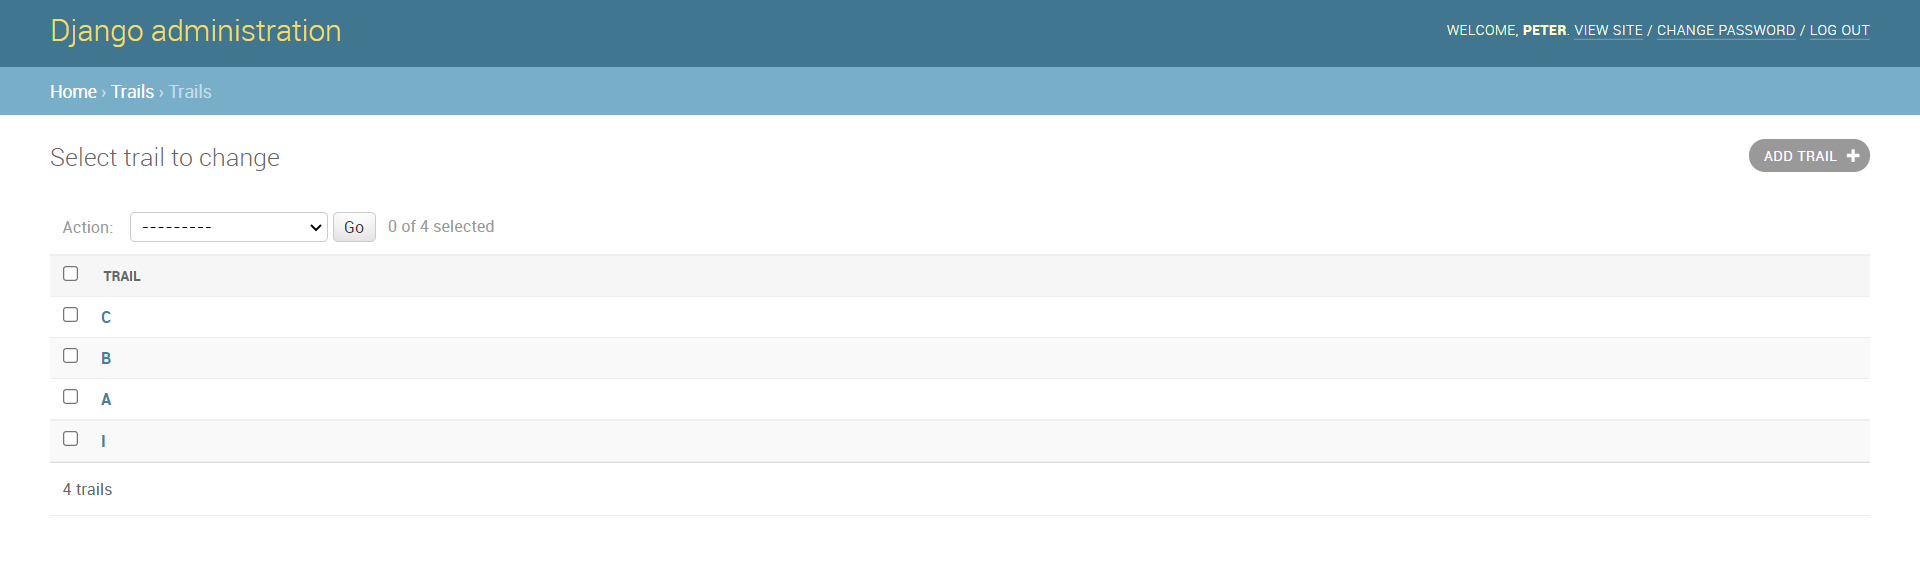 Django administration
WELCOME, PETER. VIEW SITE / CHANGE PASSWORD / LOG OUT
Home › Trails › Trails
Select trail to change
ADD TRAIL +
Action: --------- Go 0 of 4 selected
TRAIL
C
B
A
I
4 trails